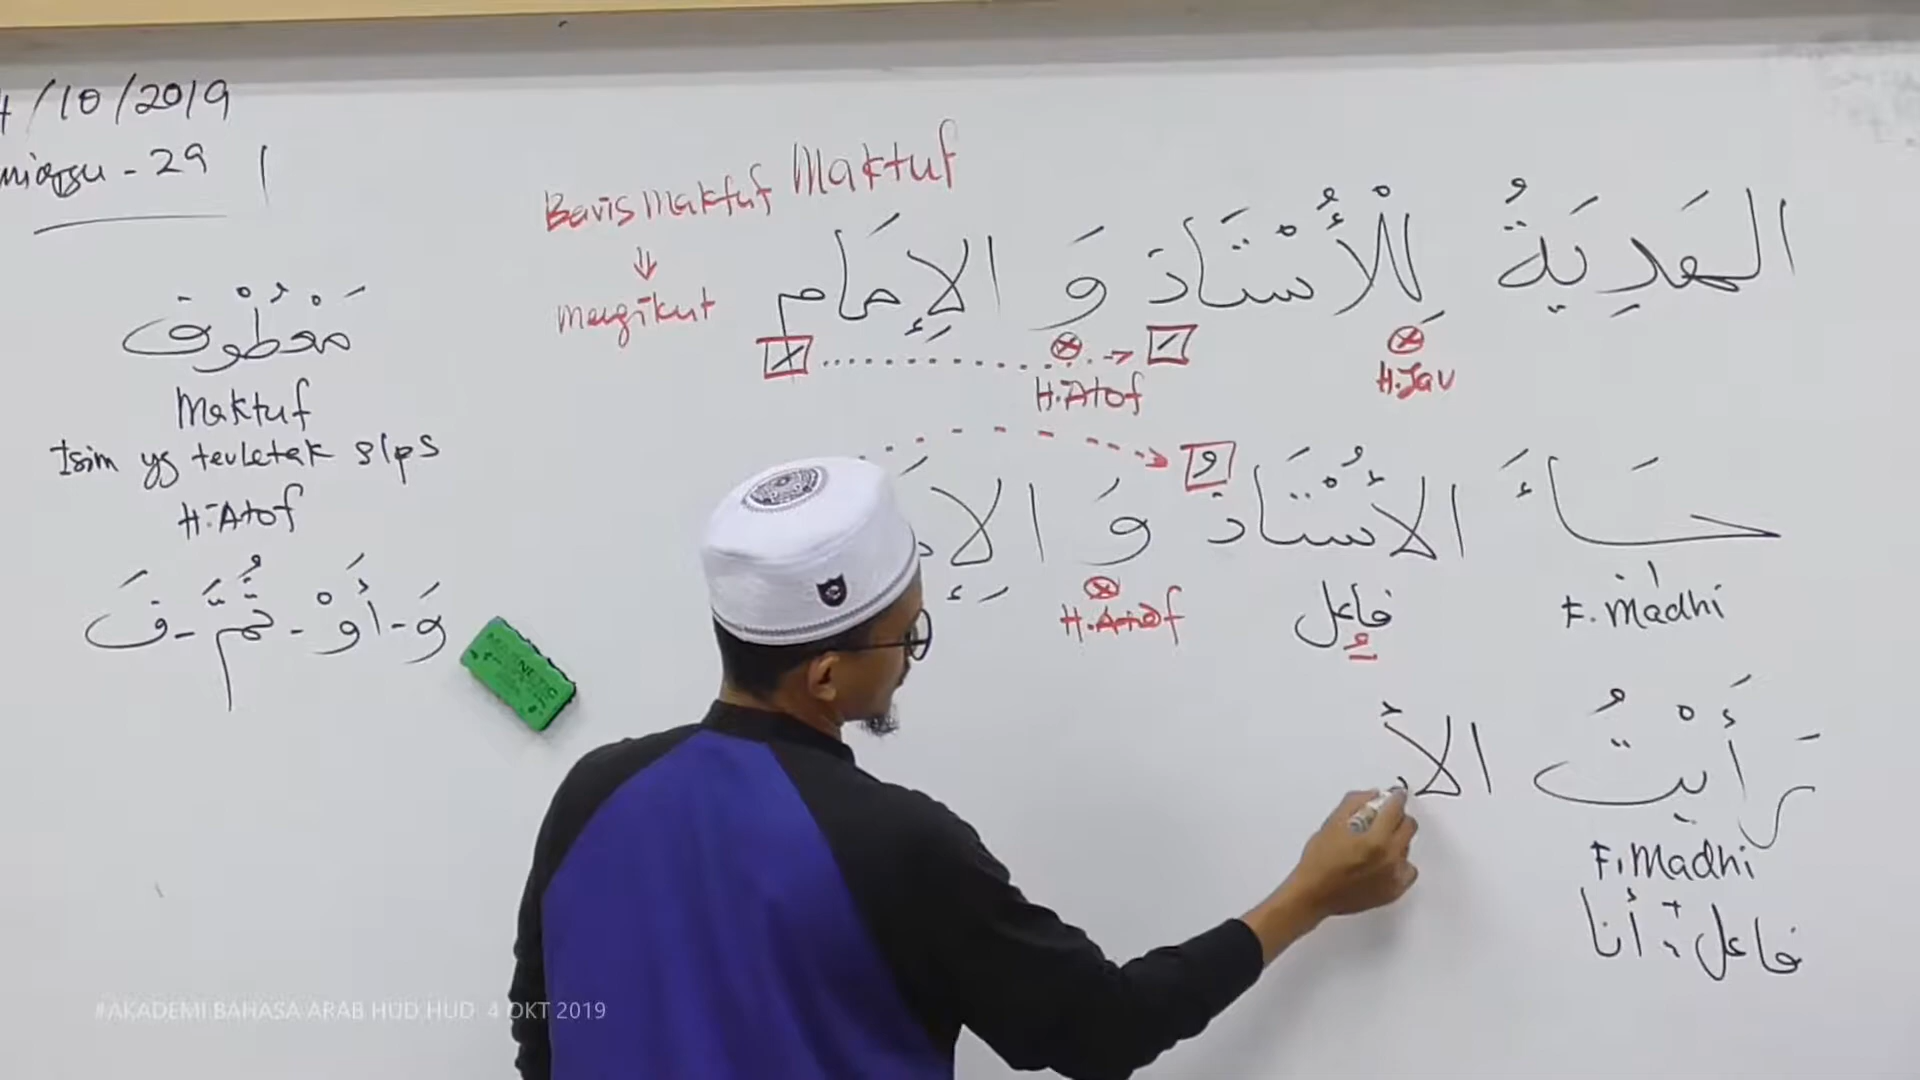 4/10/2019
minggu - 29
مَعْطُوْف
Maktuf
Isim yg terletak slps
H.Atof
وَ - أَوْ - ثُمَّ - فَ
Baris Maktuf Maktuf
⇓
Mengikut
الهَدِيَةُ لِلْأُسْتَاذ وَ الإِمَام
H.Jar
H.Atof
جَاءَ الأُسْتَاذ وَ الإِ
و
F.Madhi
فاعل
و
H.Atof
رَأَيْتُ الأُ
F.Madhi
+
فاعل: أنا
MAGNETIC
#AKADEMI BAHASA ARAB HUD HUD 4 OKT 2019